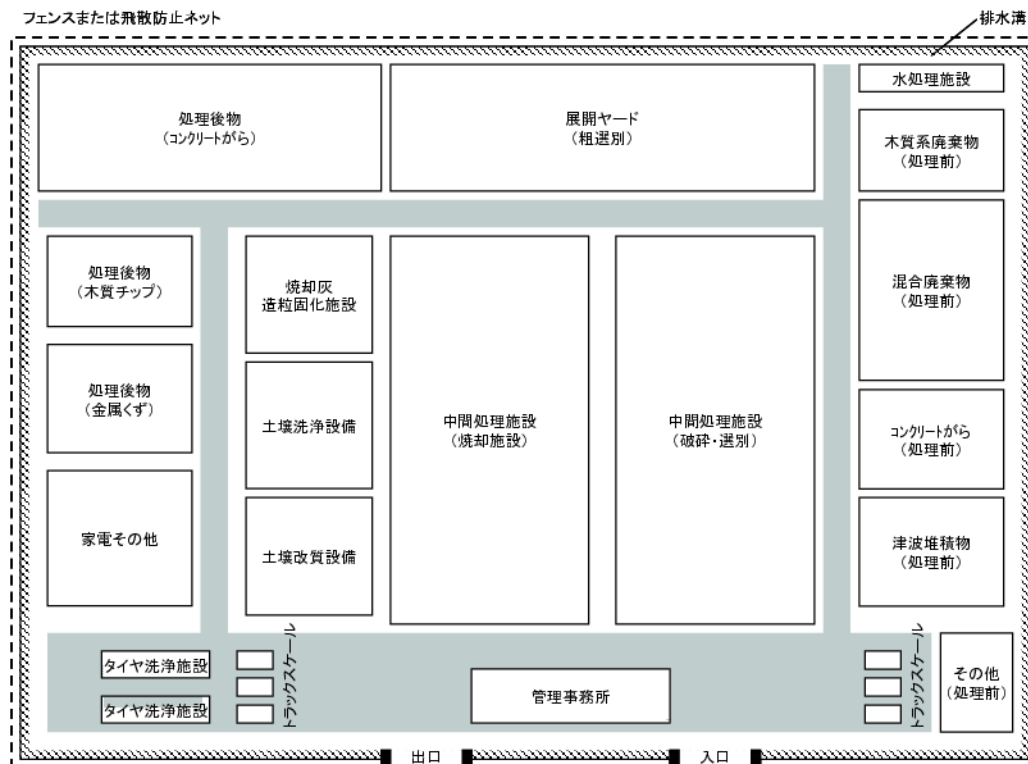 フェンスまたは飛散防止ネット
排水溝
処理後物
(コンクリートがら)
展開ヤード
(粗選別)
水処理施設
木質系廃棄物
(処理前)
処理後物
(木質チップ)
焼却灰
造粒固化施設
混合廃棄物
(処理前)
処理後物
(金属くず)
土壌洗浄設備
中間処理施設
(焼却施設)
中間処理施設
(破砕・選別)
コンクリートがら
(処理前)
家電その他
土壌改質設備
津波堆積物
(処理前)
タイヤ洗浄施設
タイヤ洗浄施設
トラックスケール
管理事務所
トラックスケール
その他
(処理前)
出口
入口